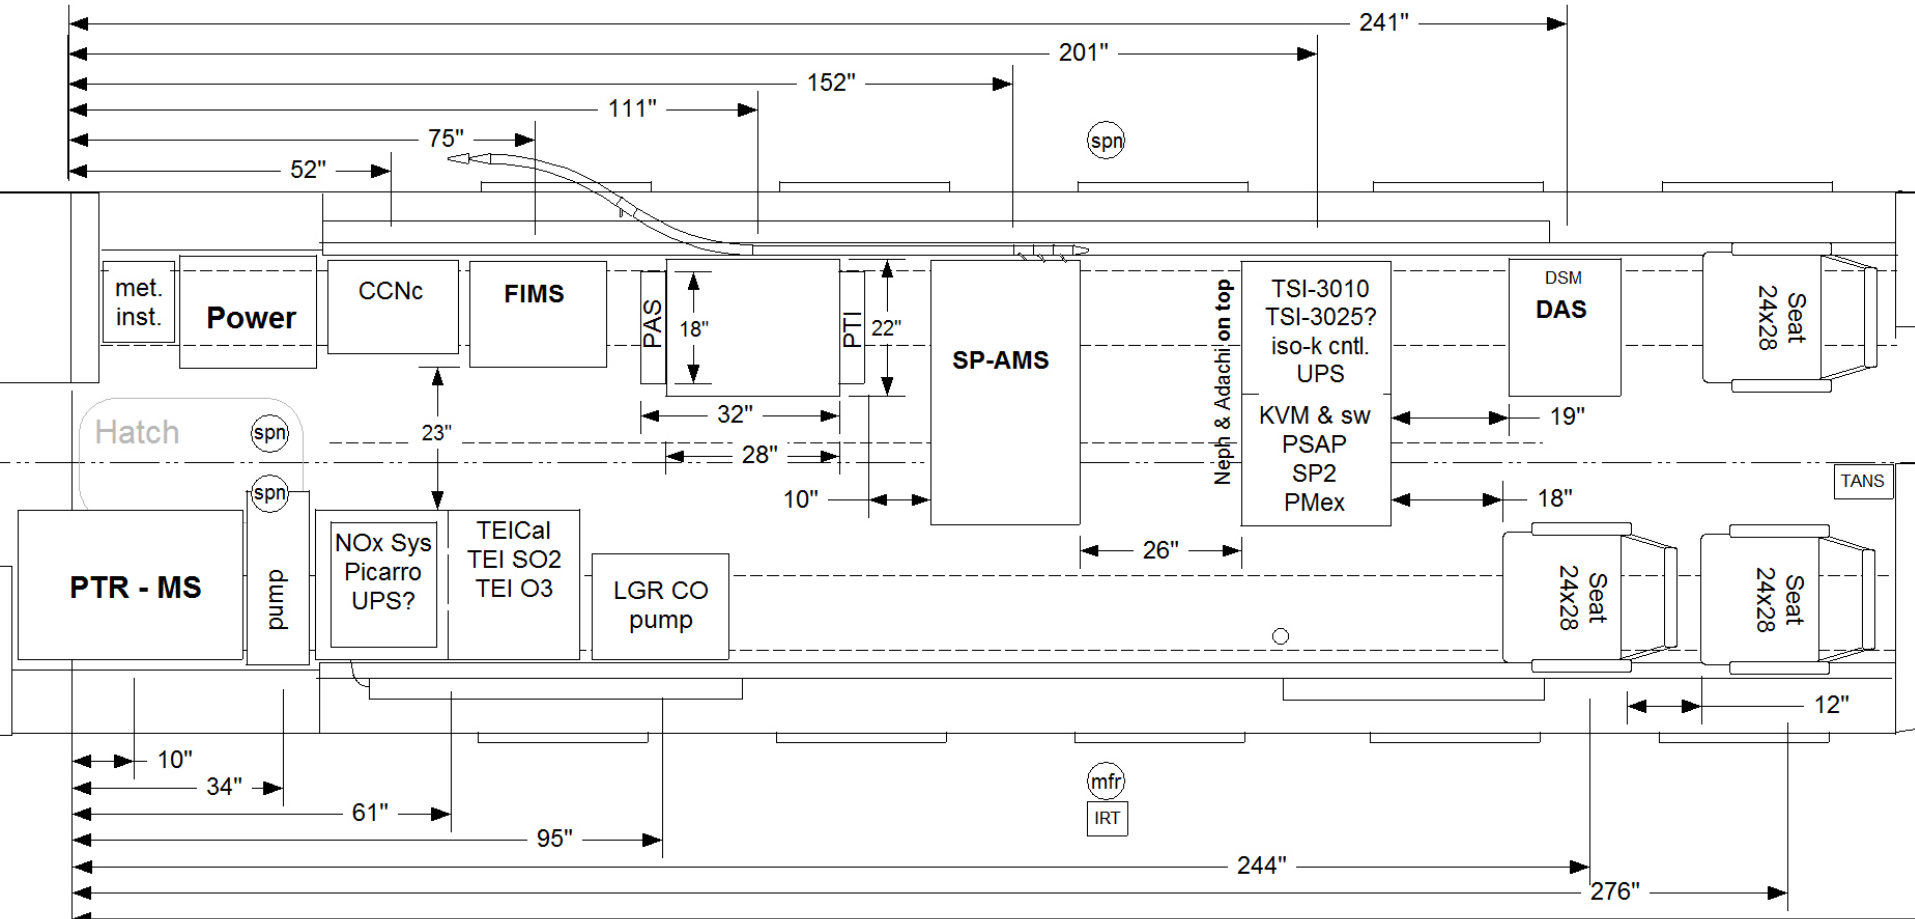 241"
201"
152"
111"
75"
52"
spn
met.
inst.
Power
CCNc
FIMS
PAS
18"
PTI
22"
SP-AMS
Neph & Adachi on top
TSI-3010
TSI-3025?
iso-k cntl.
UPS
KVM & sw
PSAP
SP2
PMex
DSM
DAS
Seat
24x28
Hatch
spn
spn
23"
32"
28"
10"
19"
18"
26"
TANS
PTR - MS
pump
NOx Sys
Picarro
UPS?
TEICal
TEI SO2
TEI O3
LGR CO
pump
Seat
24x28
Seat
24x28
12"
10"
34"
61"
95"
mfr
IRT
244"
276"